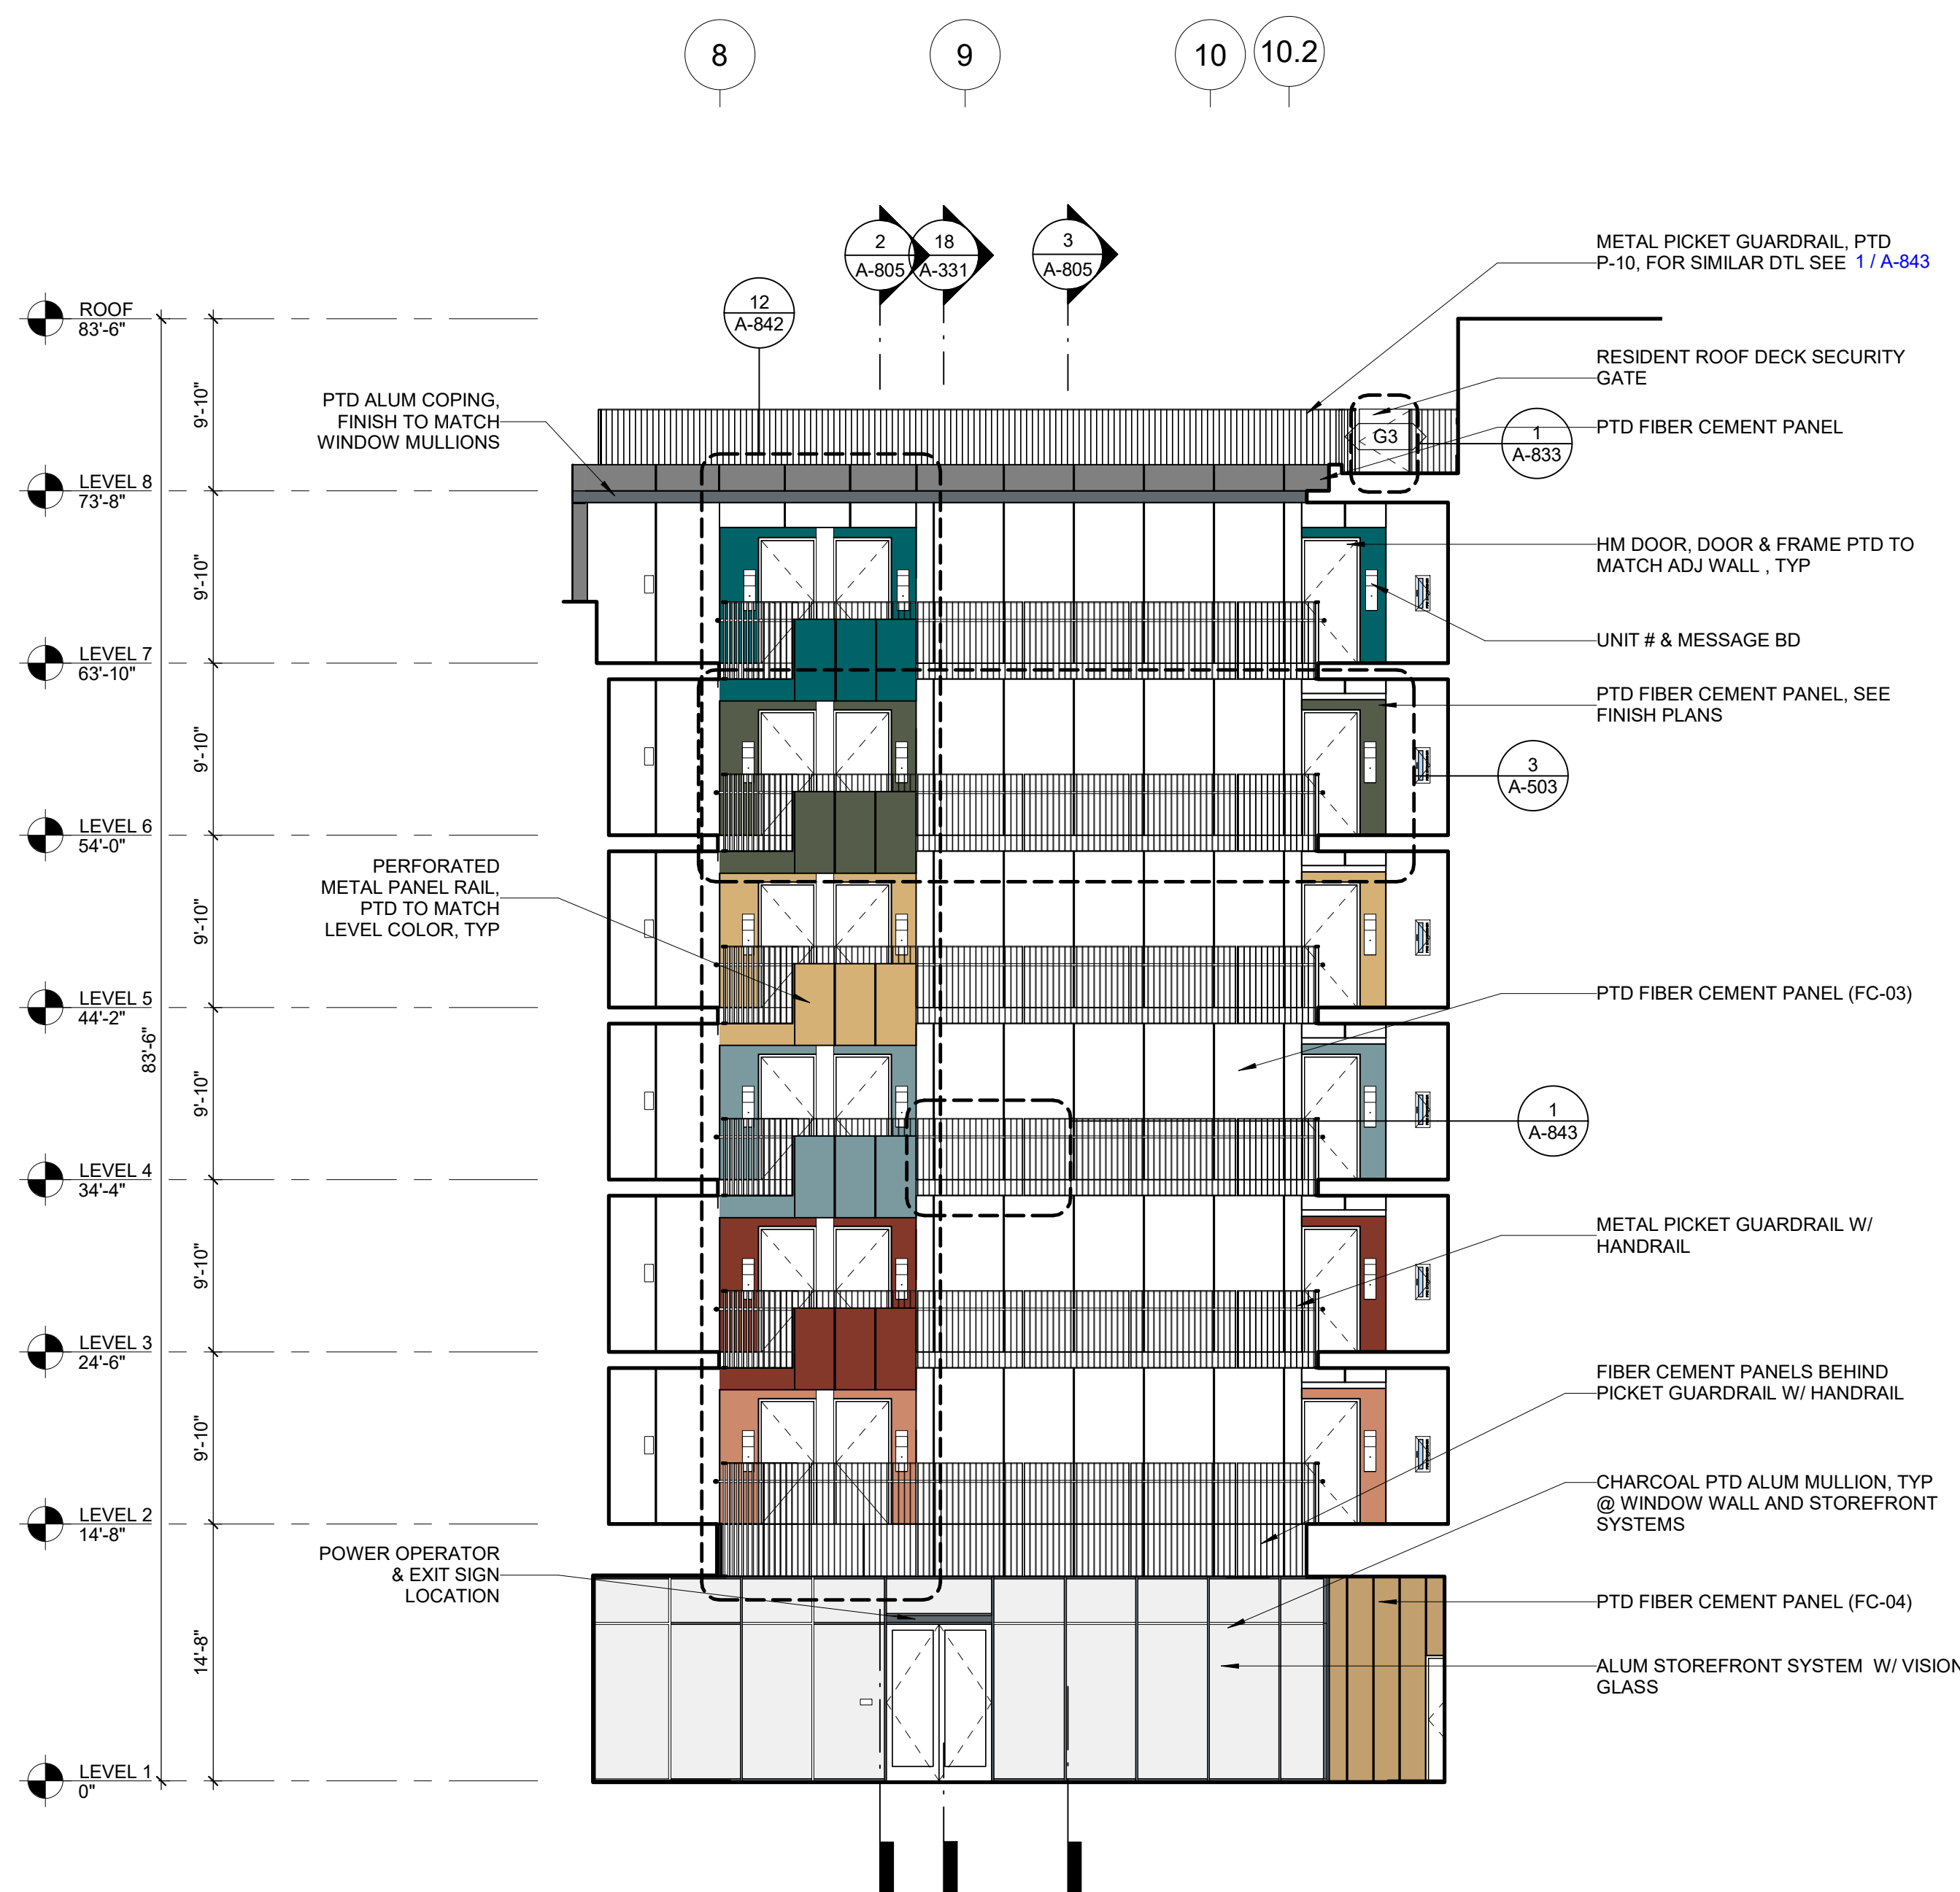 8
9
10
10.2
2
A-805
18
A-331
3
A-805
12
A-842
METAL PICKET GUARDRAIL, PTD
P-10, FOR SIMILAR DTL SEE 1 / A-843
ROOF
83'-6"
9'-10"
RESIDENT ROOF DECK SECURITY
GATE
PTD ALUM COPING,
FINISH TO MATCH
WINDOW MULLIONS
PTD FIBER CEMENT PANEL
G3
1
A-833
LEVEL 8
73'-8"
9'-10"
HM DOOR, DOOR & FRAME PTD TO
MATCH ADJ WALL , TYP
UNIT # & MESSAGE BD
LEVEL 7
63'-10"
9'-10"
PTD FIBER CEMENT PANEL, SEE
FINISH PLANS
3
A-503
LEVEL 6
54'-0"
9'-10"
PERFORATED
METAL PANEL RAIL,
PTD TO MATCH
LEVEL COLOR, TYP
LEVEL 5
44'-2"
83'-6"
9'-10"
PTD FIBER CEMENT PANEL (FC-03)
1
A-843
LEVEL 4
34'-4"
9'-10"
METAL PICKET GUARDRAIL W/
HANDRAIL
LEVEL 3
24'-6"
9'-10"
FIBER CEMENT PANELS BEHIND
PICKET GUARDRAIL W/ HANDRAIL
CHARCOAL PTD ALUM MULLION, TYP
@ WINDOW WALL AND STOREFRONT
SYSTEMS
LEVEL 2
14'-8"
POWER OPERATOR
& EXIT SIGN
LOCATION
14'-8"
PTD FIBER CEMENT PANEL (FC-04)
ALUM STOREFRONT SYSTEM W/ VISION
GLASS
LEVEL 1
0"